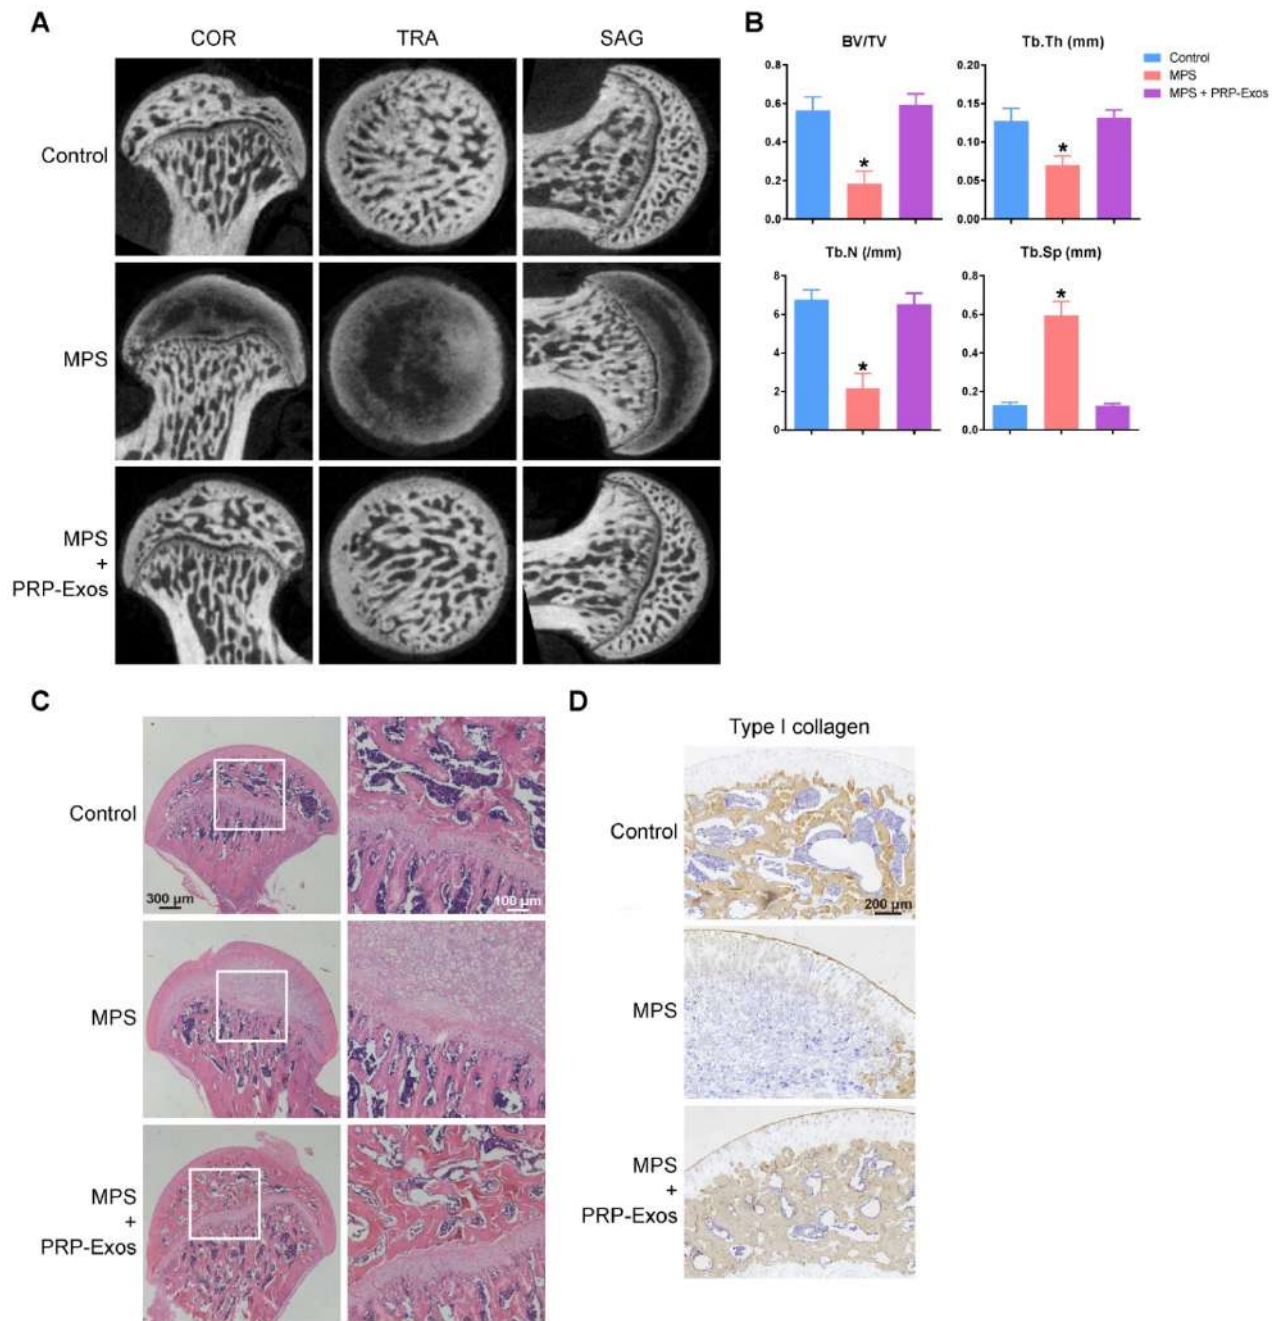 A
COR TRA SAG
Control
MPS
MPS
+
PRP-Exos
B
BV/TV
0.8
0.6
0.4
0.2
0.0
*
Tb.Th (mm)
0.20
0.15
0.10
0.05
0.00
*
Control
MPS
MPS + PRP-Exos
Tb.N (/mm)
8
6
4
2
0
*
Tb.Sp (mm)
0.8
0.6
0.4
0.2
0.0
*
C
Control
300 µm
100 µm
MPS
MPS
+
PRP-Exos
D
Type I collagen
Control
200 µm
MPS
MPS
+
PRP-Exos